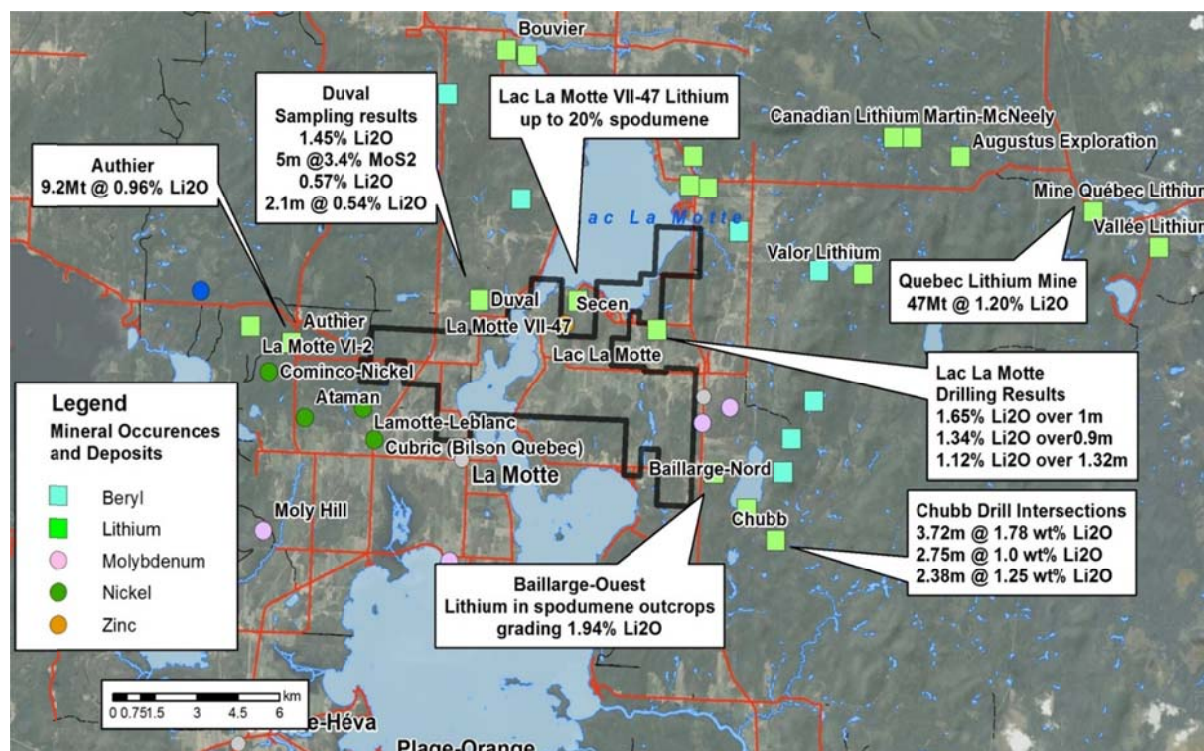 Bouvier
Duval
Sampling results
1.45% Li2O
5m @3.4% MoS2
0.57% Li2O
2.1m @ 0.54% Li2O
Lac La Motte VII-47 Lithium
up to 20% spodumene
Canadian Lithium Martin-McNeely
Augustus Exploration
Authier
9.2Mt @ 0.96% Li2O
Mine Québec Lithium
ac La Motte
Vallée Lithium
Valor Lithium
Quebec Lithium Mine
47Mt @ 1.20% Li2O
Duval
Secen
Authier
La Motte VII-47
La Motte VI-2
Lac La Motte
Cominco-Nickel
Ataman
Lamotte-Leblanc
Cubric (Bilson Quebec)
La Motte
Lac La Motte
Drilling Results
1.65% Li2O over 1m
1.34% Li2O over0.9m
1.12% Li2O over 1.32m
Legend
Mineral Occurences
and Deposits
Beryl
Lithium
Molybdenum
Nickel
Zinc
Baillarge-Nord
Moly Hill
Chubb
Chubb Drill Intersections
3.72m @ 1.78 wt% Li2O
2.75m @ 1.0 wt% Li2O
2.38m @ 1.25 wt% Li2O
Baillarge-Ouest
Lithium in spodumene outcrops
grading 1.94% Li2O
km
0 0.751.5 3 4.5 6
e-Héva
Plage-Orange